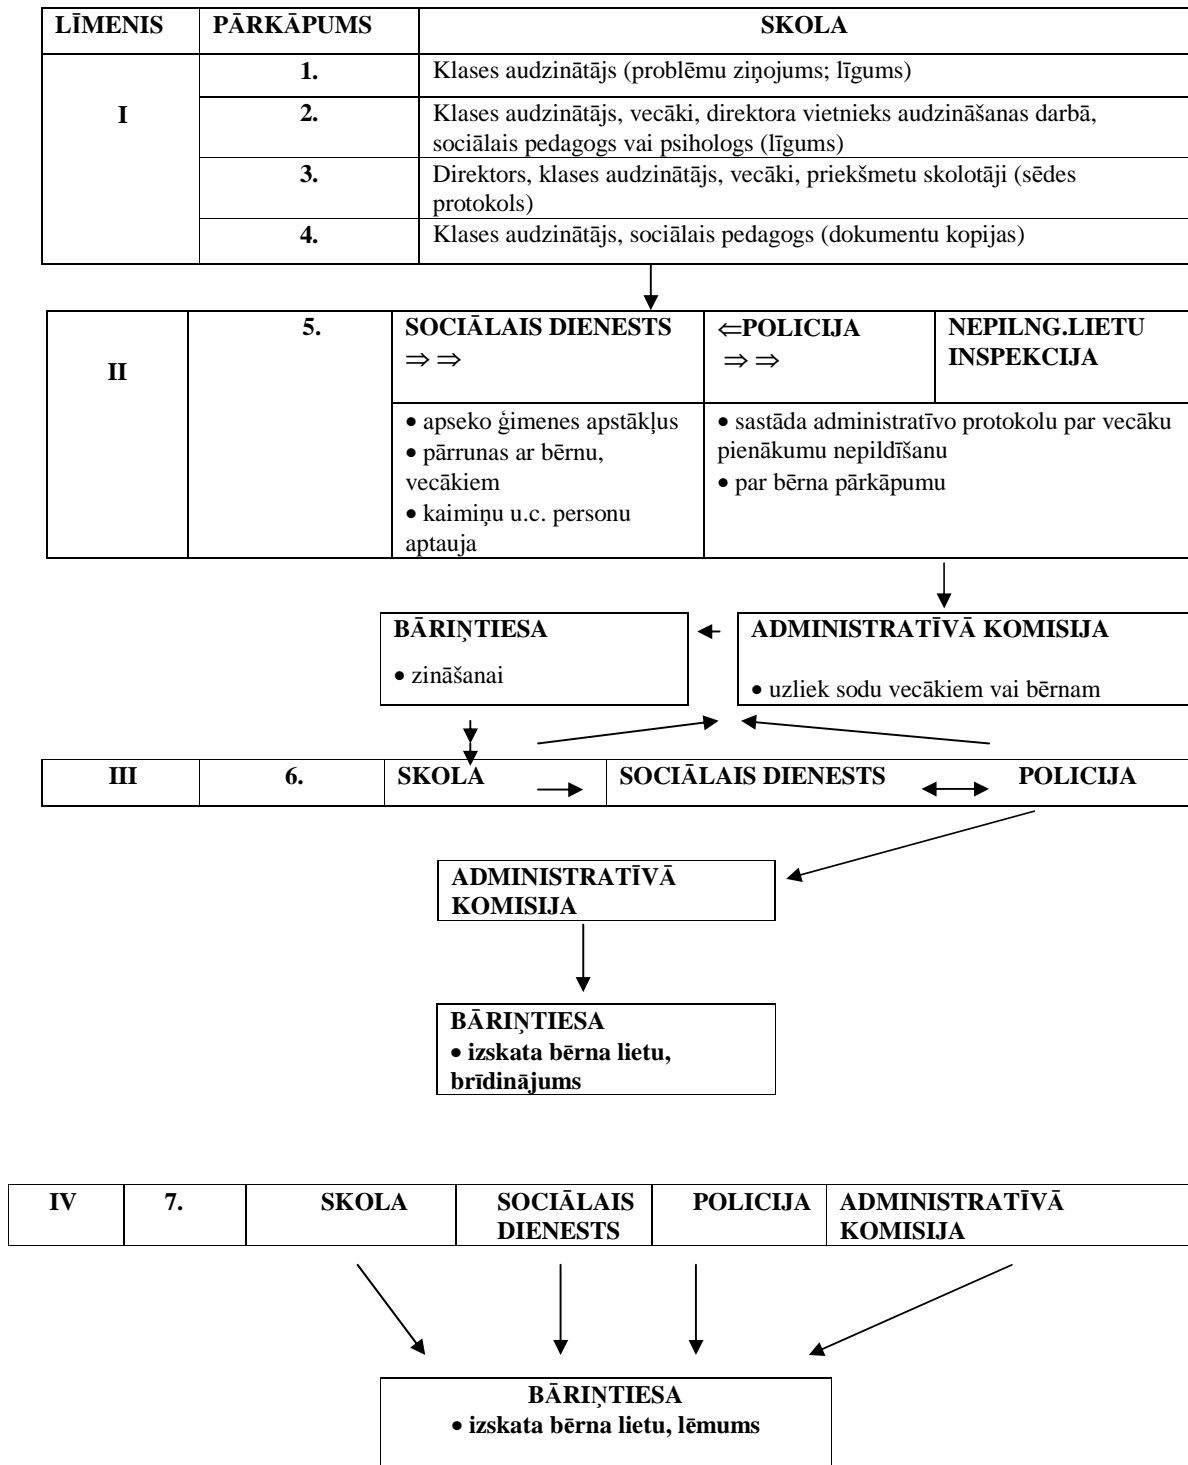 LĪMENIS PĀRKĀPUMS SKOLA
I
1. Klases audzinātājs (problēmu ziņojums; līgums)
2. Klases audzinātājs, vecāki, direktora vietnieks audzināšanas darbā,
sociālais pedagogs vai psihologs (līgums)
3. Direktors, klases audzinātājs, vecāki, priekšmetu skolotāji (sēdes
protokols)
4. Klases audzinātājs, sociālais pedagogs (dokumentu kopijas)
II
5. SOCIĀLAIS DIENESTS ⇐POLICIJA NEPILNG.LIETU
⇒ ⇒ ⇒ ⇒ INSPEKCIJA
• apseko ģimenes apstākļus
• pārrunas ar bērnu,
vecākiem
• kaimiņu u.c. personu
aptauja
• sastāda administratīvo protokolu par vecāku
pienākumu nepildīšanu
• par bērna pārkāpumu
BĀRIŅTIESA
• zināšanai
ADMINISTRATĪVĀ KOMISIJA
• uzliek sodu vecākiem vai bērnam
III 6. SKOLA SOCIĀLAIS DIENESTS POLICIJA
ADMINISTRATĪVĀ
KOMISIJA
BĀRIŅTIESA
• izskata bērna lietu,
brīdinājums
IV 7. SKOLA SOCIĀLAIS POLICIJA ADMINISTRATĪVĀ
DIENESTS KOMISIJA
BĀRIŅTIESA
• izskata bērna lietu, lēmums